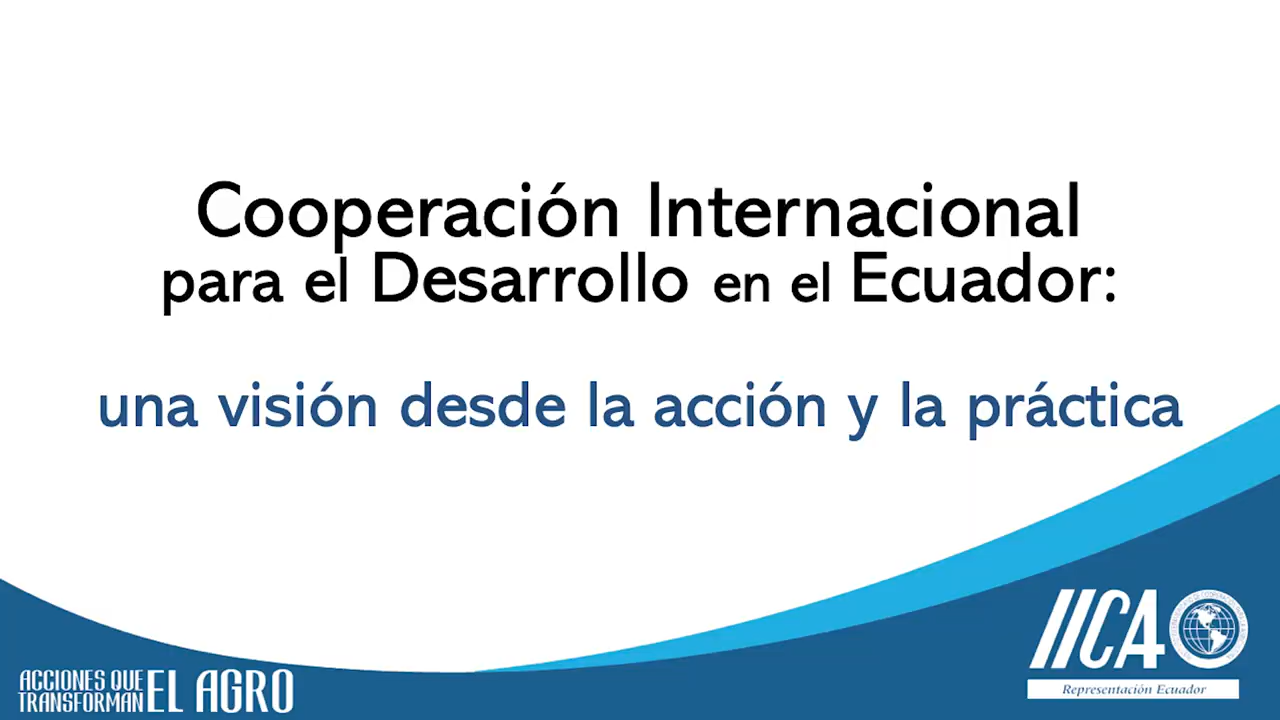 Cooperación Internacional
para el Desarrollo en el Ecuador:
una visión desde la acción y la práctica
ACCIONES QUE
TRANSFORMAN EL AGRO
IICA
Representación Ecuador